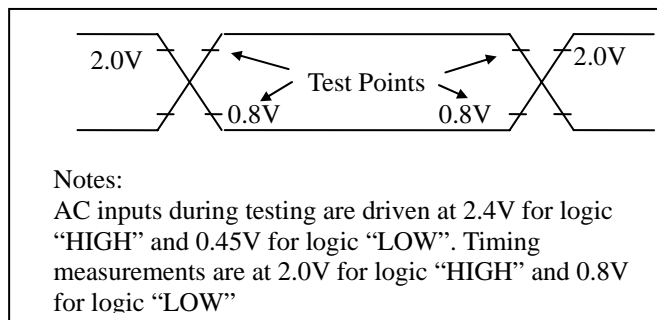 2.0V 2.0V
Test Points
0.8V 0.8V
Notes:
AC inputs during testing are driven at 2.4V for logic
“HIGH” and 0.45V for logic “LOW”. Timing
measurements are at 2.0V for logic “HIGH” and 0.8V
for logic “LOW”